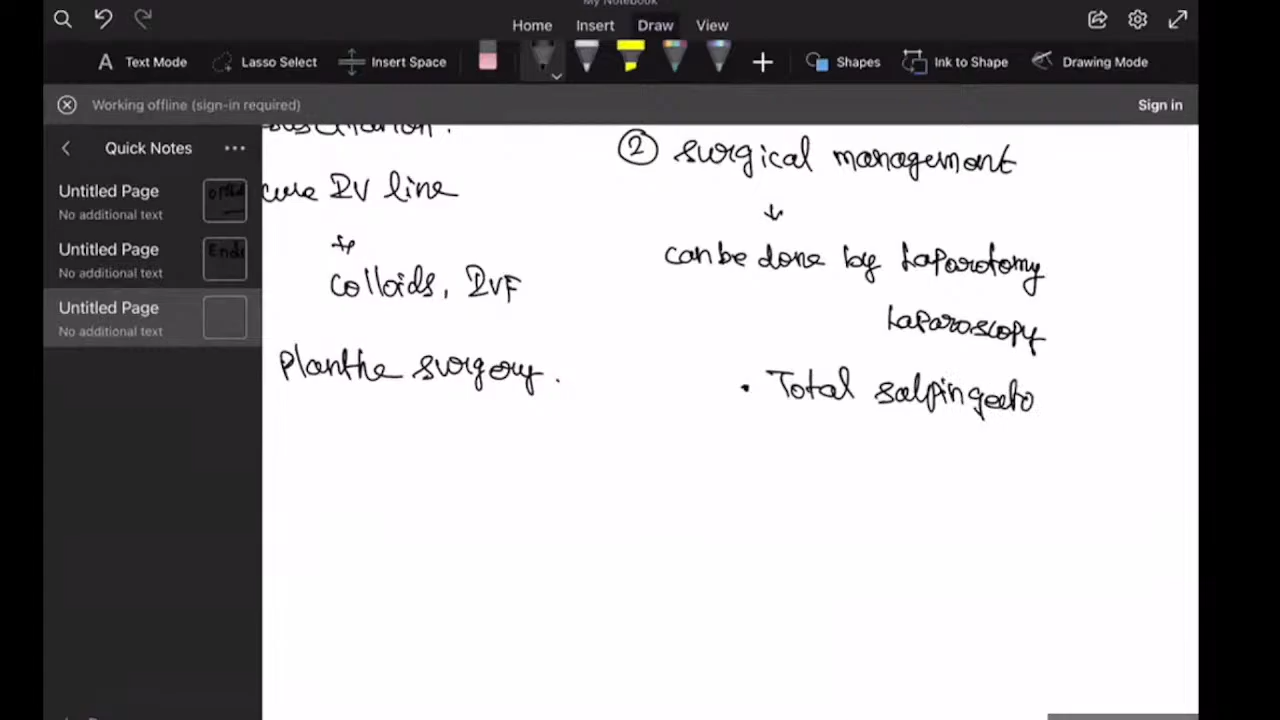 My Notebook
Home Insert Draw View
Text Mode Lasso Select Insert Space Shapes Ink to Shape Drawing Mode
Working offline (sign-in required) Sign in
Quick Notes
Untitled Page
No additional text
Untitled Page
No additional text
Untitled Page
No additional text
IV line
↓
colloids, IVF
Plan the surgery.
② surgical management
↓
can be done by Laparotomy
Laparoscopy
• Total salpingecto